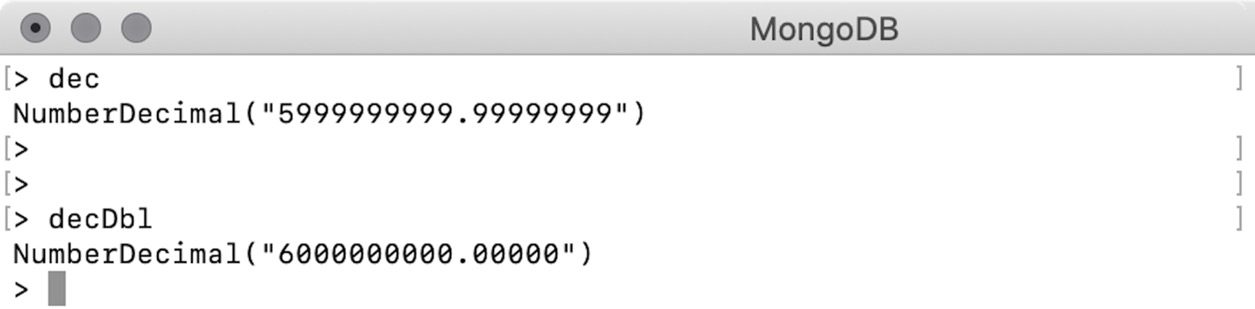 MongoDB
[> dec ]
NumberDecimal("5999999999.99999999")
[> ]
[> ]
[> decDbl ]
NumberDecimal("6000000000.00000")
>